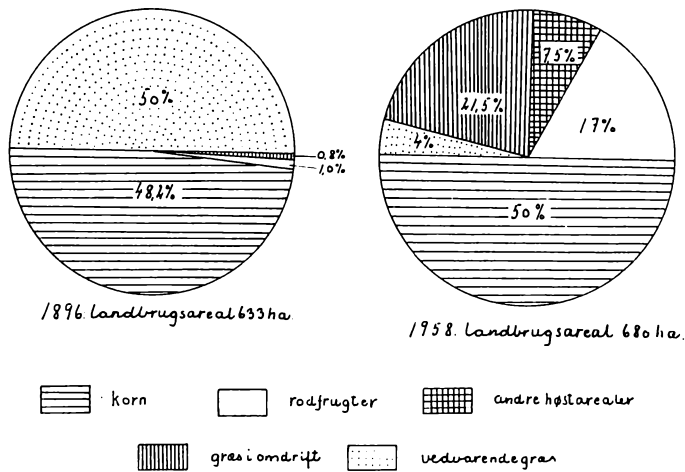 50%
0,8%
1,0%
48,2%
1896. landbrugsareal 633 ha.
7,5%
21,5%
17%
4%
50%
1958. landbrugsareal 680 ha.
korn
rodfrugter
andre høstarealer
græs i omdrift
vedvarende græs